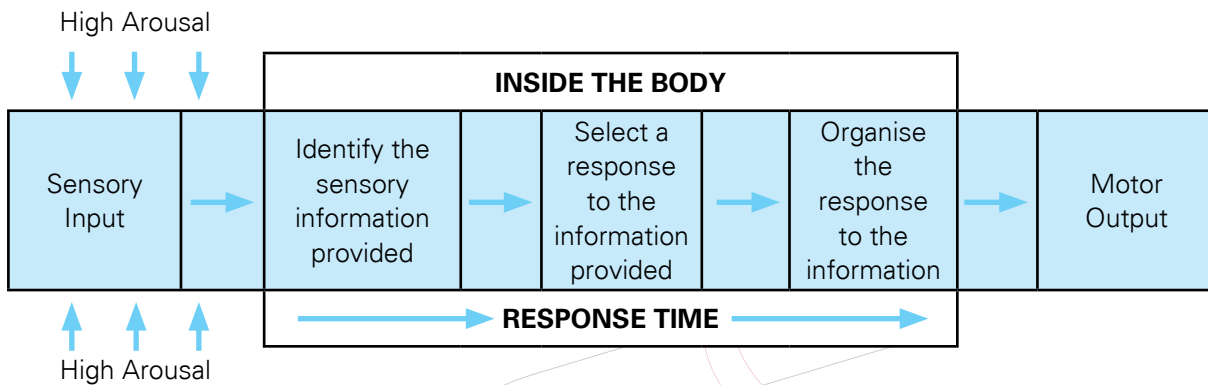 High Arousal
INSIDE THE BODY
Sensory
Input
Identify the
sensory
information
provided
Select a
response
to the
information
provided
Organise
the
response
to the
information
Motor
Output
RESPONSE TIME
High Arousal